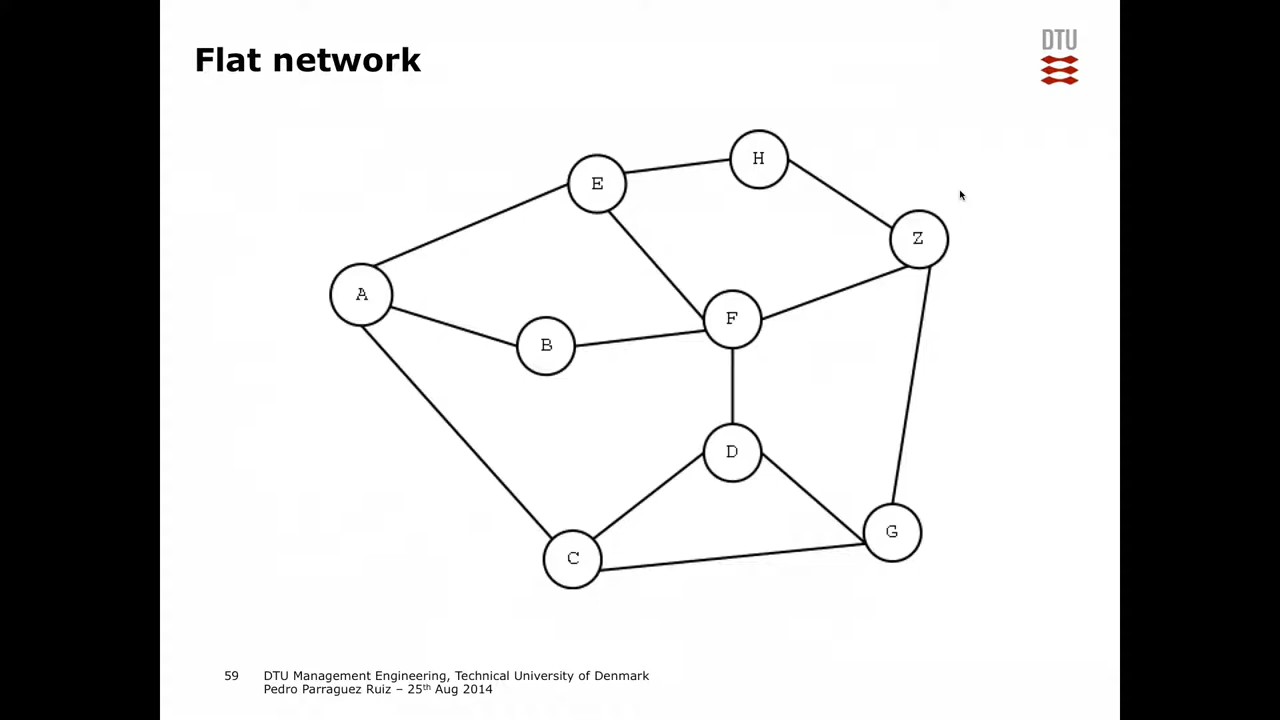 Flat network
DTU
H
E
Z
A
F
B
D
G
C
59 DTU Management Engineering, Technical University of Denmark
Pedro Parraguez Ruiz – 25th Aug 2014